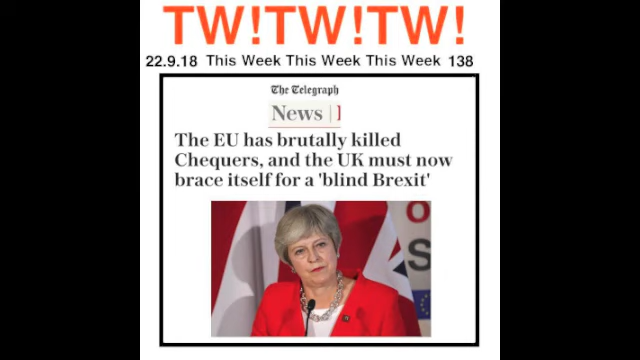 TW!TW!TW!
22.9.18 This Week This Week This Week 138
The Telegraph
News
The EU has brutally killed
Chequers, and the UK must now
brace itself for a 'blind Brexit'
O
S